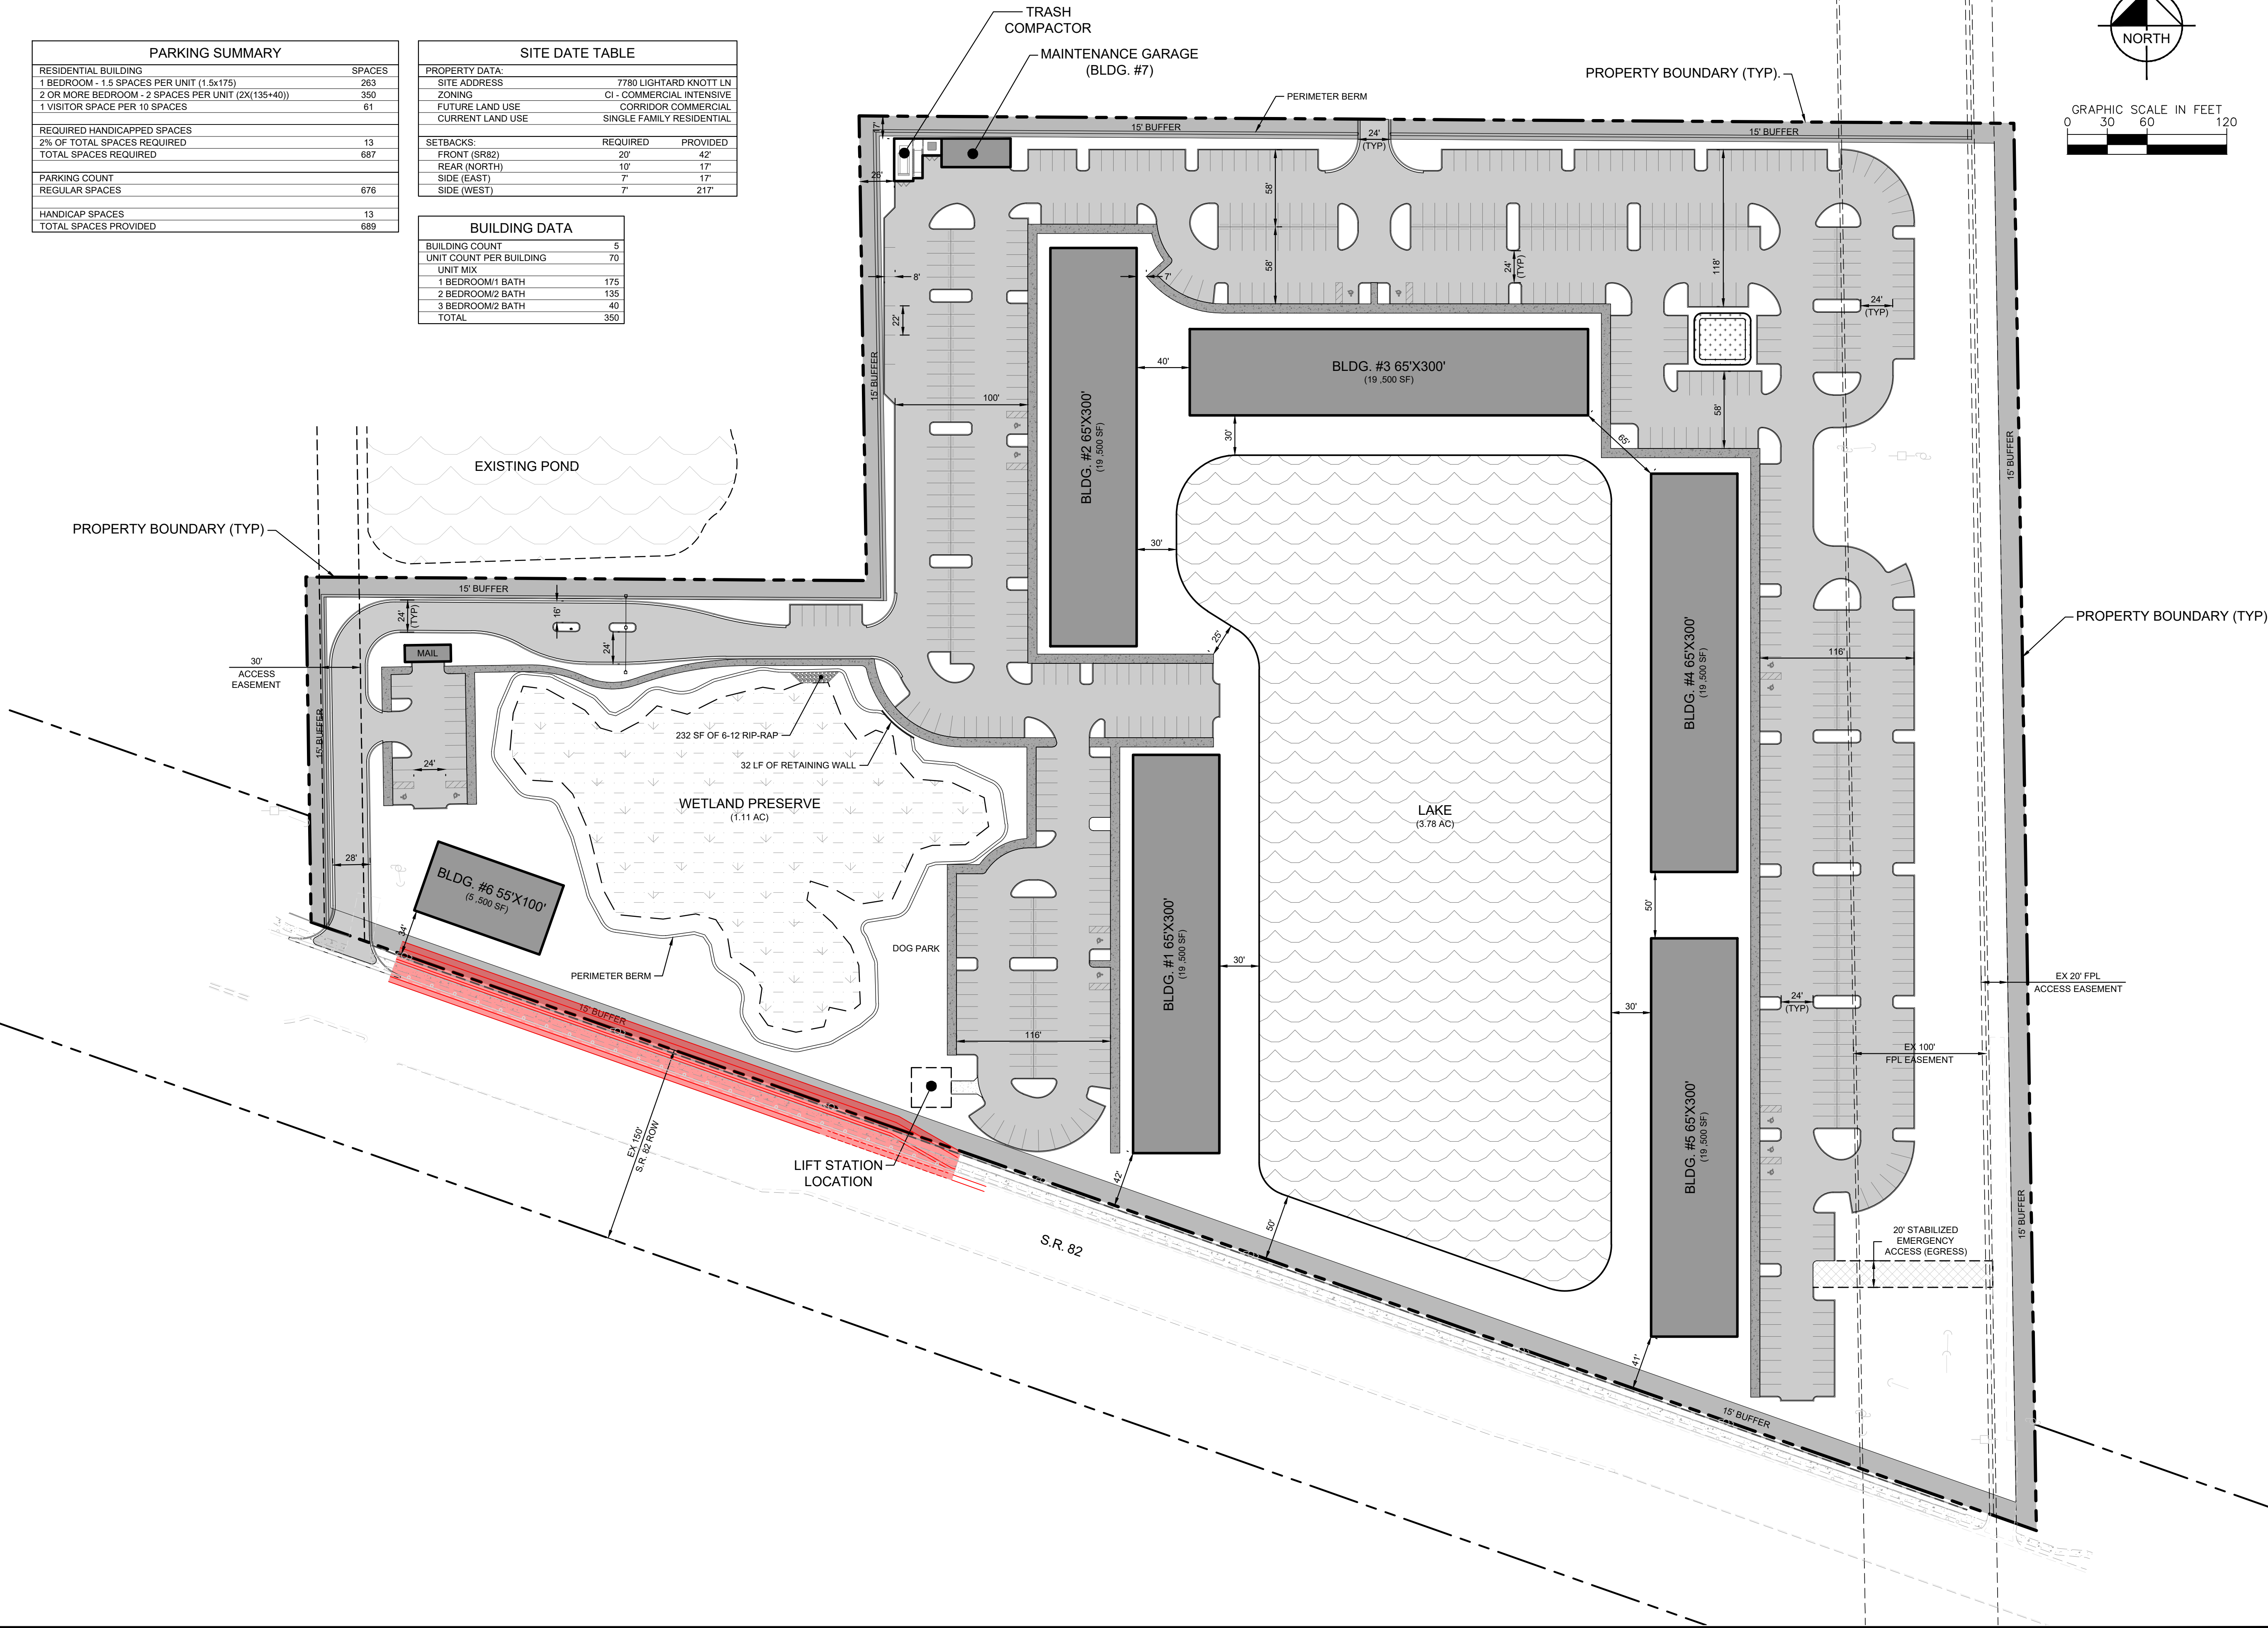 TRASH
COMPACTOR
MAINTENANCE GARAGE
(BLDG. #7)
PROPERTY BOUNDARY (TYP).
PERIMETER BERM
NORTH
GRAPHIC SCALE IN FEET
0 30 60 120
PARKING SUMMARY
RESIDENTIAL BUILDING SPACES
1 BEDROOM - 1.5 SPACES PER UNIT (1.5x175) 263
2 OR MORE BEDROOM - 2 SPACES PER UNIT (2X(135+40)) 350
1 VISITOR SPACE PER 10 SPACES 61
REQUIRED HANDICAPPED SPACES
2% OF TOTAL SPACES REQUIRED 13
TOTAL SPACES REQUIRED 687
PARKING COUNT
REGULAR SPACES 676
HANDICAP SPACES 13
TOTAL SPACES PROVIDED 689
SITE DATE TABLE
PROPERTY DATA:
SITE ADDRESS 7780 LIGHTARD KNOTT LN
ZONING CI - COMMERCIAL INTENSIVE
FUTURE LAND USE CORRIDOR COMMERCIAL
CURRENT LAND USE SINGLE FAMILY RESIDENTIAL
SETBACKS: REQUIRED PROVIDED
FRONT (SR82) 20' 42'
REAR (NORTH) 10' 17'
SIDE (EAST) 7' 17'
SIDE (WEST) 7' 217'
BUILDING DATA
BUILDING COUNT 5
UNIT COUNT PER BUILDING 70
UNIT MIX
1 BEDROOM/1 BATH 175
2 BEDROOM/2 BATH 135
3 BEDROOM/2 BATH 40
TOTAL 350
17'
15' BUFFER
24'
(TYP)
15' BUFFER
26'
58'
58'
118'
24'
(TYP)
24'
(TYP)
8'
7'
22'
15' BUFFER
100'
40'
BLDG. #3 65'X300'
(19 ,500 SF)
BLDG. #2 65'X300'
(19 ,500 SF)
30'
65'
58'
15' BUFFER
EXISTING POND
PROPERTY BOUNDARY (TYP)
15' BUFFER
30'
25'
24'
(TYP)
16'
24'
MAIL
30'
ACCESS
EASEMENT
15' BUFFER
PROPERTY BOUNDARY (TYP)
BLDG. #4 65'X300'
(19 ,500 SF)
116'
232 SF OF 6-12 RIP-RAP
32 LF OF RETAINING WALL
24'
WETLAND PRESERVE
(1.11 AC)
LAKE
(3.78 AC)
28'
BLDG. #6 55'X100'
(5 ,500 SF)
34'
DOG PARK
PERIMETER BERM
BLDG. #1 65'X300'
(19 ,500 SF)
30'
50'
30'
24'
(TYP)
EX 20' FPL
ACCESS EASEMENT
15' BUFFER
116'
EX 100'
FPL EASEMENT
EX 150'
S.R. 82 ROW
LIFT STATION
LOCATION
42'
50'
BLDG. #5 65'X300'
(19 ,500 SF)
15' BUFFER
S.R. 82
20' STABILIZED
EMERGENCY
ACCESS (EGRESS)
41'
15' BUFFER